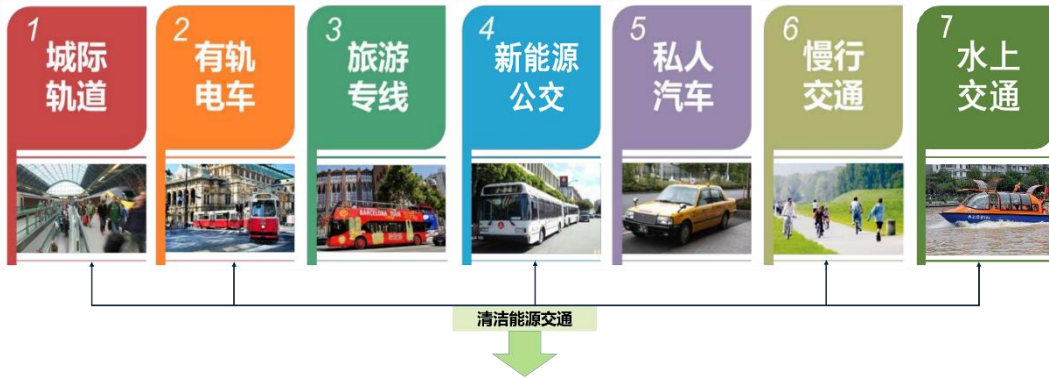 1
城际
轨道
2
有轨
电车
3
旅游
专线
4
新能源
公交
5
私人
汽车
6
慢行
交通
7
水上
交通
BARCELONA
清洁能源交通